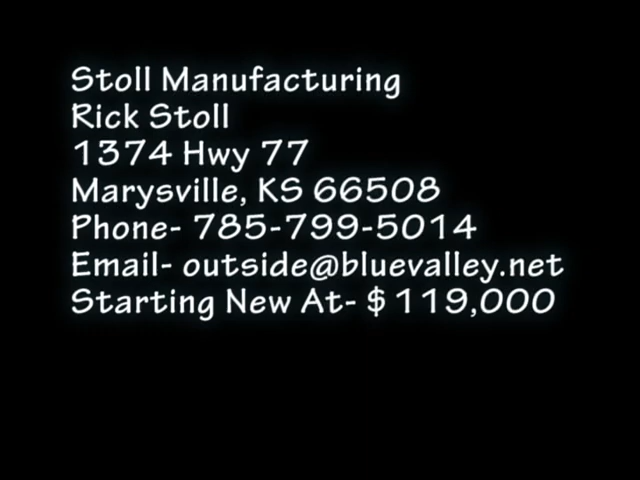 Stoll Manufacturing
Rick Stoll
1374 Hwy 77
Marysville, KS 66508
Phone- 785-799-5014
Email- outside@bluevalley.net
Starting New At- $119,000